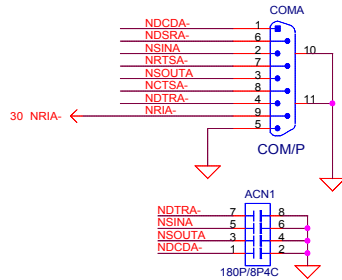 COMA
NDCDA- 1
NDSRA- 6
NSINA 2 10
NRTSA- 7
NSOUTA 3
NCTSA- 8
NDTRA- 4 11
30 NRIA- NRIA- 9
5
COM/P
ACN1
NDTRA- 7 8
NSINA 5 6
NSOUTA 3 4
NDCDA- 1 2
180P/8P4C